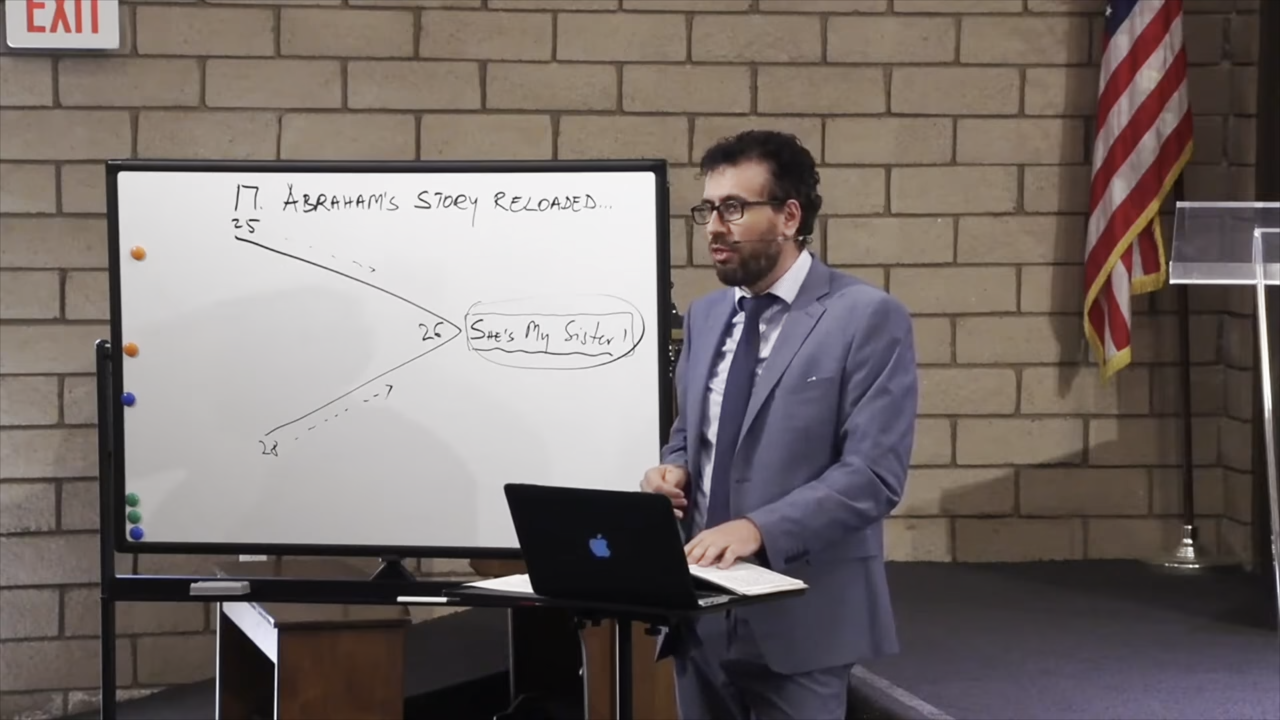 EXIT
17. ABRAHAM'S STORY RELOADED...
25
26 SHE'S MY SISTER!
28